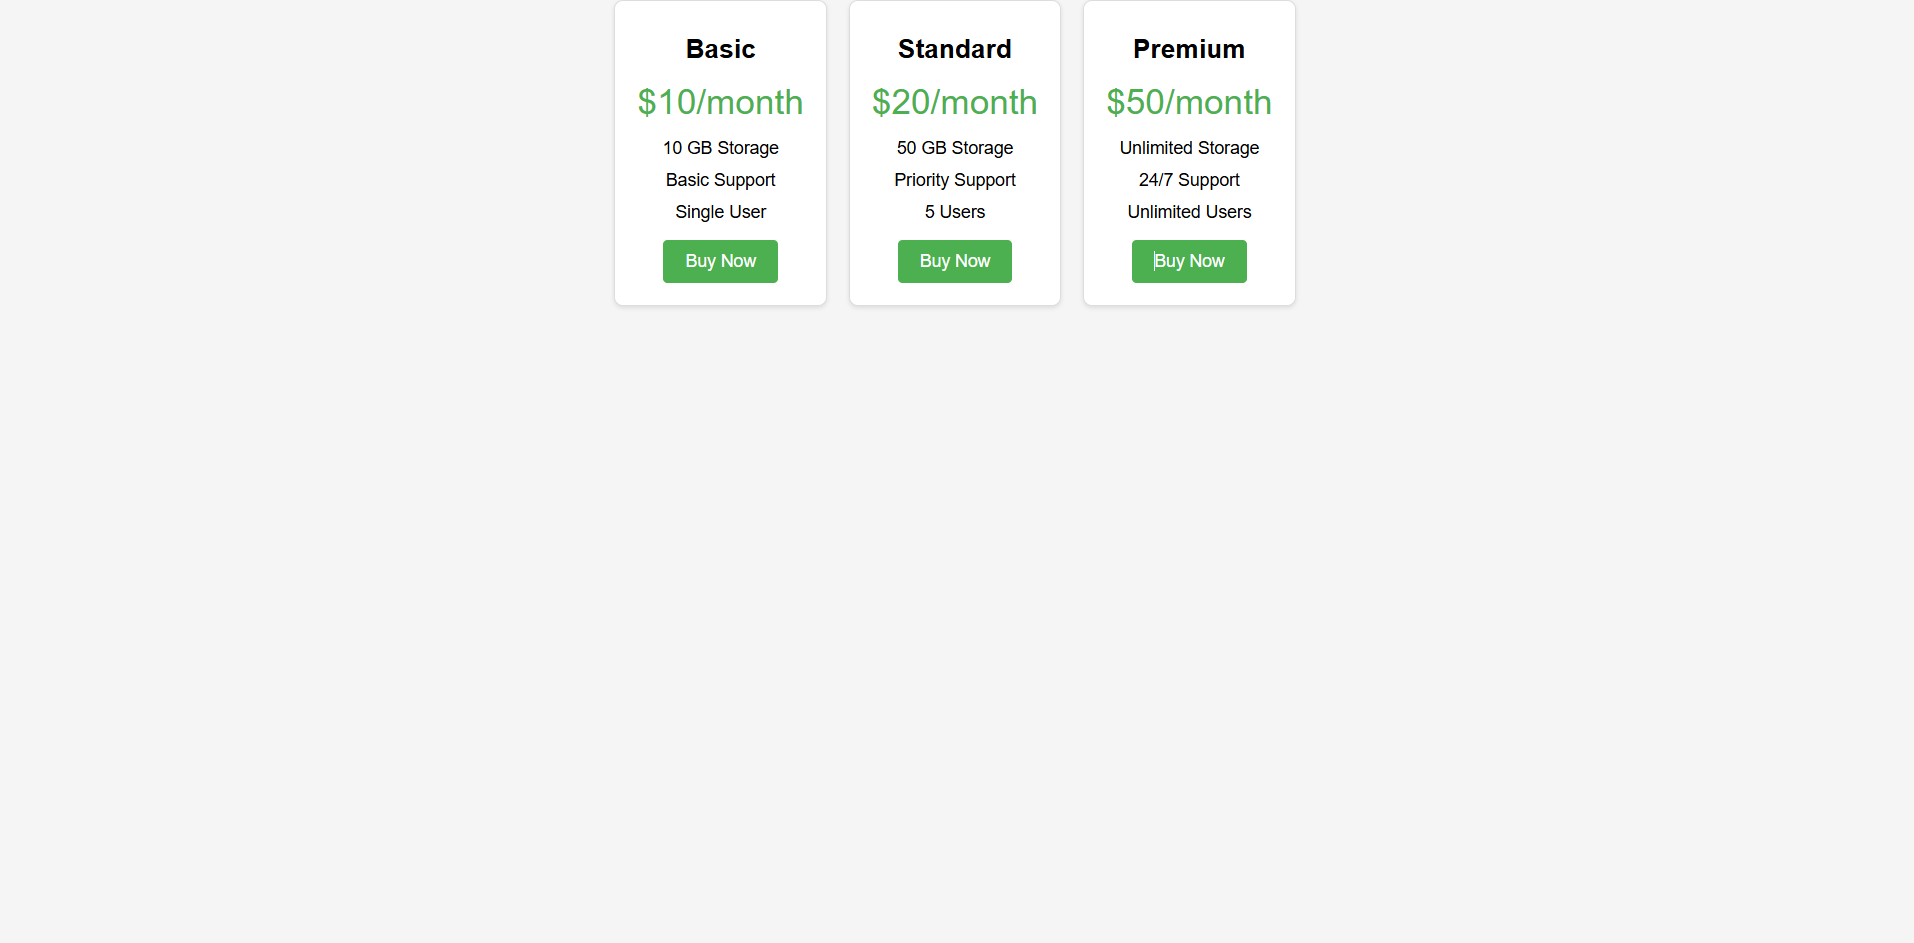 Basic
$10/month
10 GB Storage
Basic Support
Single User
Buy Now
Standard
$20/month
50 GB Storage
Priority Support
5 Users
Buy Now
Premium
$50/month
Unlimited Storage
24/7 Support
Unlimited Users
Buy Now